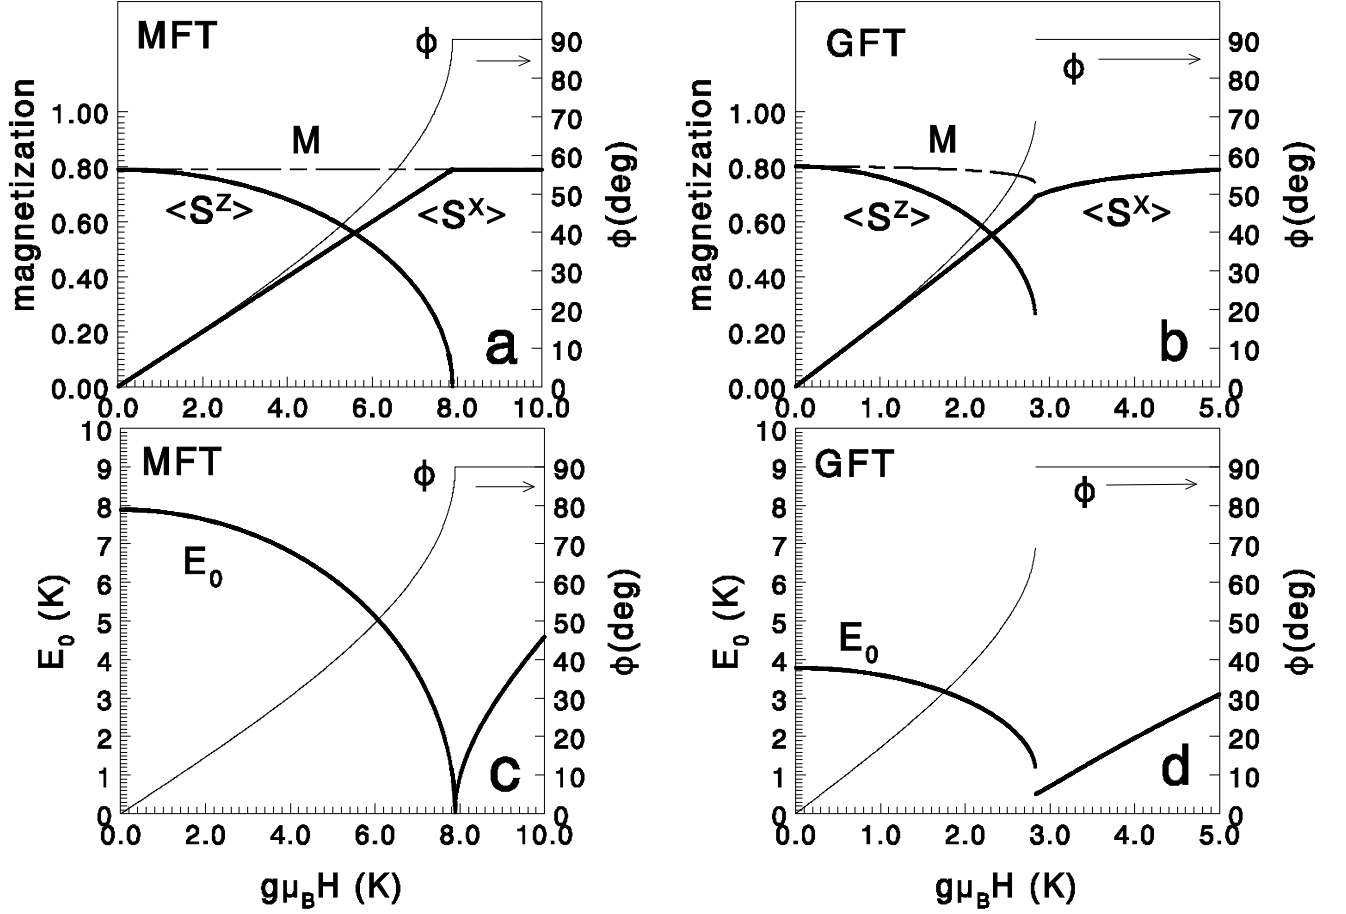 MFT
ϕ
M
<S^Z>
<S^X>
a
magnetization
1.00
0.80
0.60
0.40
0.20
0.00
0.0 2.0 4.0 6.0 8.0 10.0
90
80
70
60
50
40
30
20
10
0
ϕ(deg)
GFT
ϕ
M
<S^Z>
<S^X>
b
magnetization
1.00
0.80
0.60
0.40
0.20
0.00
0.0 1.0 2.0 3.0 4.0 5.0
90
80
70
60
50
40
30
20
10
0
ϕ(deg)
MFT
ϕ
E_0
c
E_0 (K)
10
9
8
7
6
5
4
3
2
1
0
0.0 2.0 4.0 6.0 8.0 10.0
90
80
70
60
50
40
30
20
10
0
ϕ(deg)
gμ_BH (K)
GFT
ϕ
E_0
d
E_0 (K)
10
9
8
7
6
5
4
3
2
1
0
0.0 1.0 2.0 3.0 4.0 5.0
90
80
70
60
50
40
30
20
10
0
ϕ(deg)
gμ_BH (K)